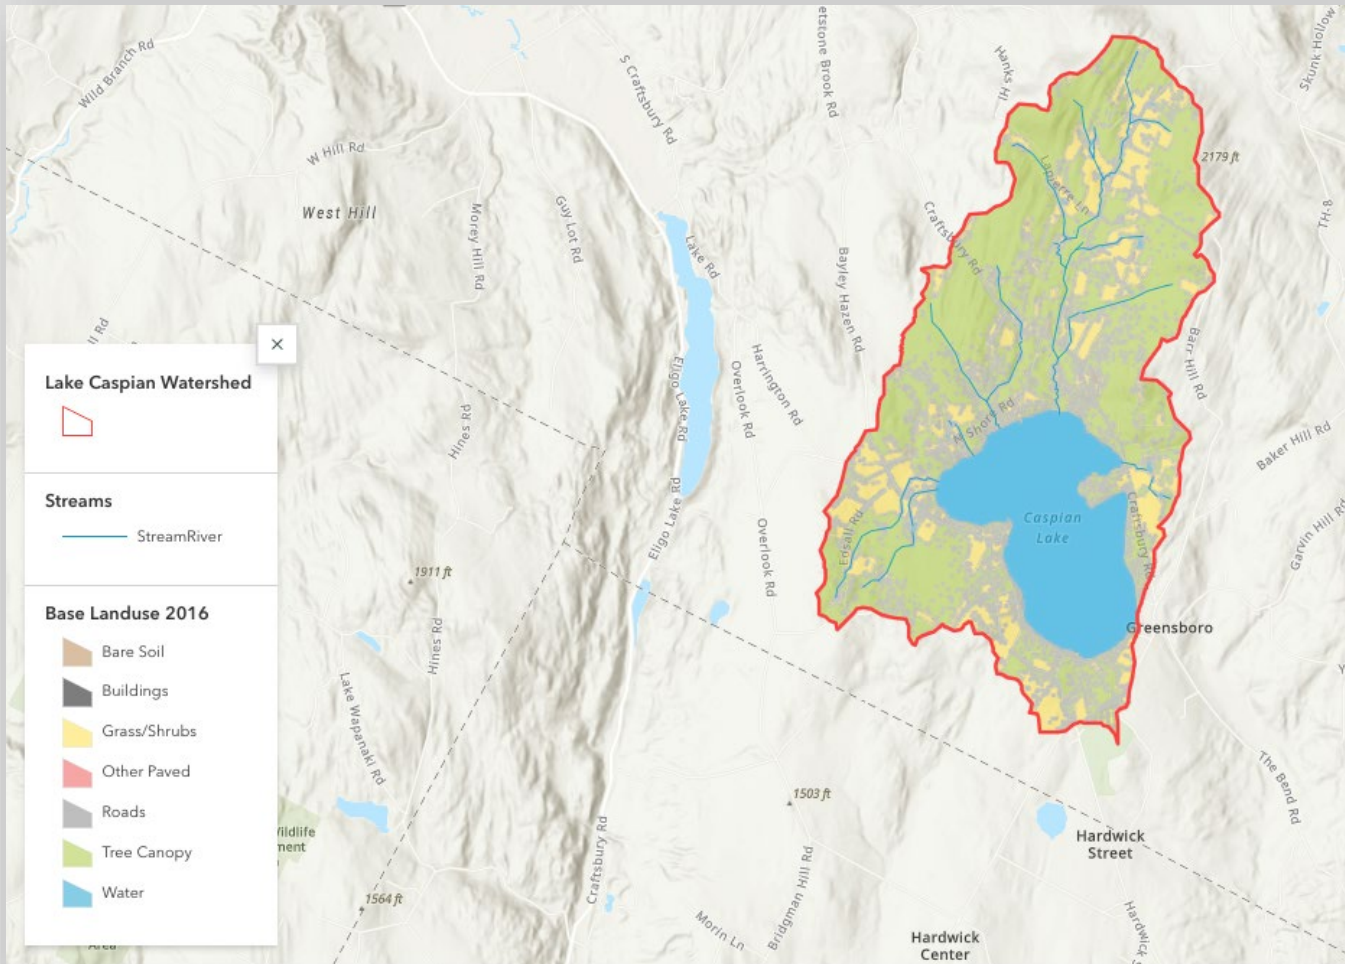 Wild Branch Rd
S Craftsbury Rd
Hanks Hl
W Hill Rd
2179 ft
West Hill
Morey Hill Rd
Guy Lot Rd
Lapierre Ln
Craftsbury Rd
TH-8
Lake Rd
Bayley Hazen Rd
Barr Hill Rd
Harrington Rd
Overlook Rd
Eligo Lake Rd
Hines Rd
N Shore Rd
Baker Hill Rd
Eligo Lake Rd
Caspian
Lake
Craftsbury Rd
Garvin Hill Rd
Overlook Rd
1911 ft
Hines Rd
Greensboro
Lake Wapanaki Rd
The Bend Rd
1503 ft
Hardwick
Street
Craftsbury Rd
Bridgman Hill Rd
1564 ft
Morin Ln
Hardwick
Center
Hardwick
Lake Caspian Watershed
Streams
StreamRiver
Base Landuse 2016
Bare Soil
Buildings
Grass/Shrubs
Other Paved
Roads
Tree Canopy
Water